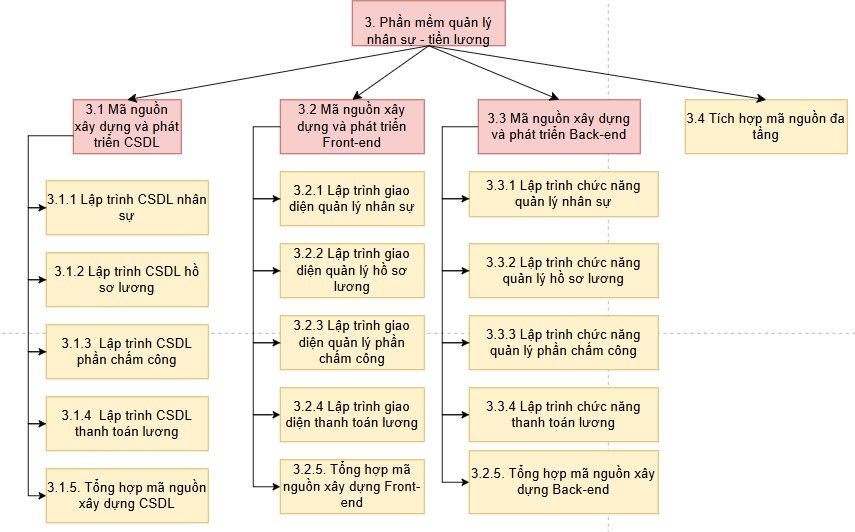 3. Phần mềm quản lý
nhân sự - tiền lương
3.1 Mã nguồn
xây dựng và phát
triển CSDL
3.2 Mã nguồn xây
dựng và phát triển
Front-end
3.3 Mã nguồn xây dựng
và phát triển Back-end
3.4 Tích hợp mã nguồn đa
tầng
3.1.1 Lập trình CSDL nhân
sự
3.1.2 Lập trình CSDL hồ
sơ lương
3.1.3 Lập trình CSDL
phần chấm công
3.1.4 Lập trình CSDL
thanh toán lương
3.1.5. Tổng hợp mã nguồn
xây dựng CSDL
3.2.1 Lập trình giao
diện quản lý nhân sự
3.2.2 Lập trình giao
diện quản lý hồ sơ
lương
3.2.3 Lập trình giao
diện quản lý phần
chấm công
3.2.4 Lập trình giao
diện thanh toán lương
3.2.5. Tổng hợp mã
nguồn xây dựng Front-
end
3.3.1 Lập trình chức năng
quản lý nhân sự
3.3.2 Lập trình chức năng
quản lý hồ sơ lương
3.3.3 Lập trình chức năng
quản lý phần chấm công
3.3.4 Lập trình chức năng
thanh toán lương
3.2.5. Tổng hợp mã nguồn xây
dựng Back-end